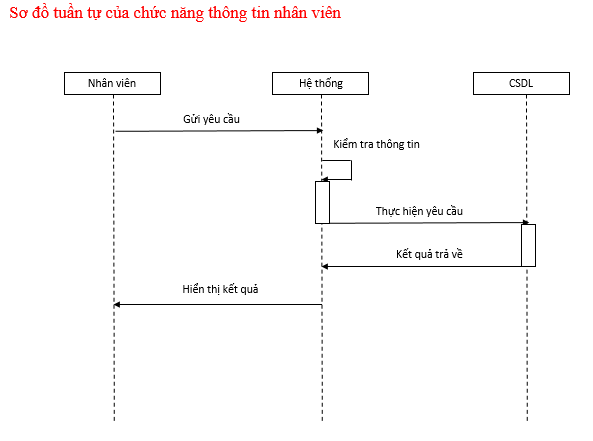 Sơ đồ tuần tự của chức năng thông tin nhân viên
Nhân viên
Hệ thống
CSDL
Gửi yêu cầu
Kiểm tra thông tin
Thực hiện yêu cầu
Kết quả trả về
Hiển thị kết quả